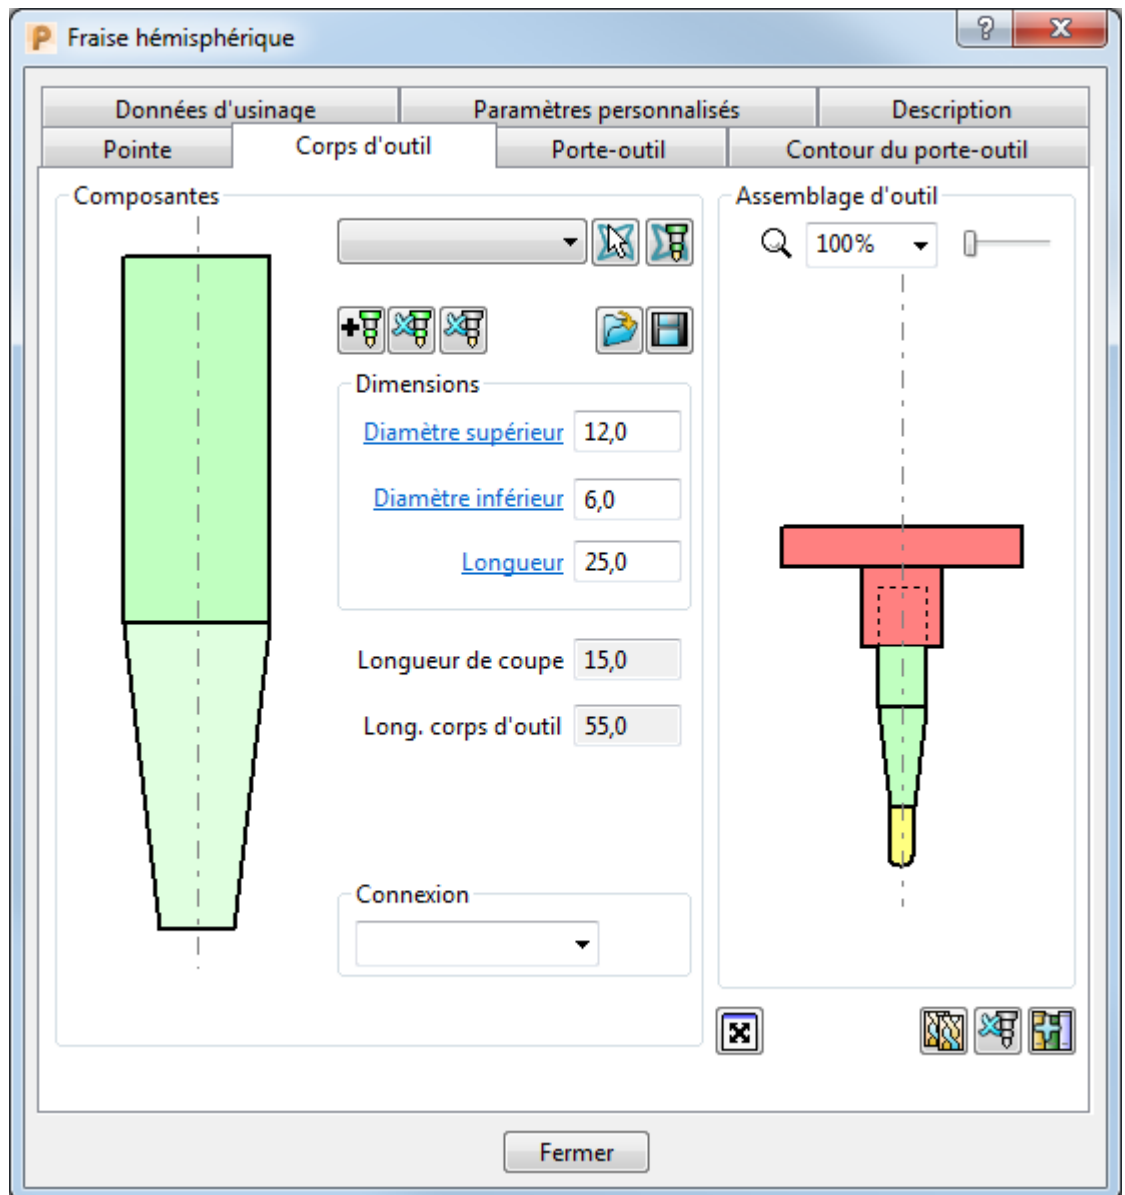 P Fraise hémisphérique
Données d'usinage Paramètres personnalisés Description
Pointe Corps d'outil Porte-outil Contour du porte-outil
Composantes
Assemblage d'outil
100%
Dimensions
Diamètre supérieur 12,0
Diamètre inférieur 6,0
Longueur 25,0
Longueur de coupe 15,0
Long. corps d'outil 55,0
Connexion
Fermer